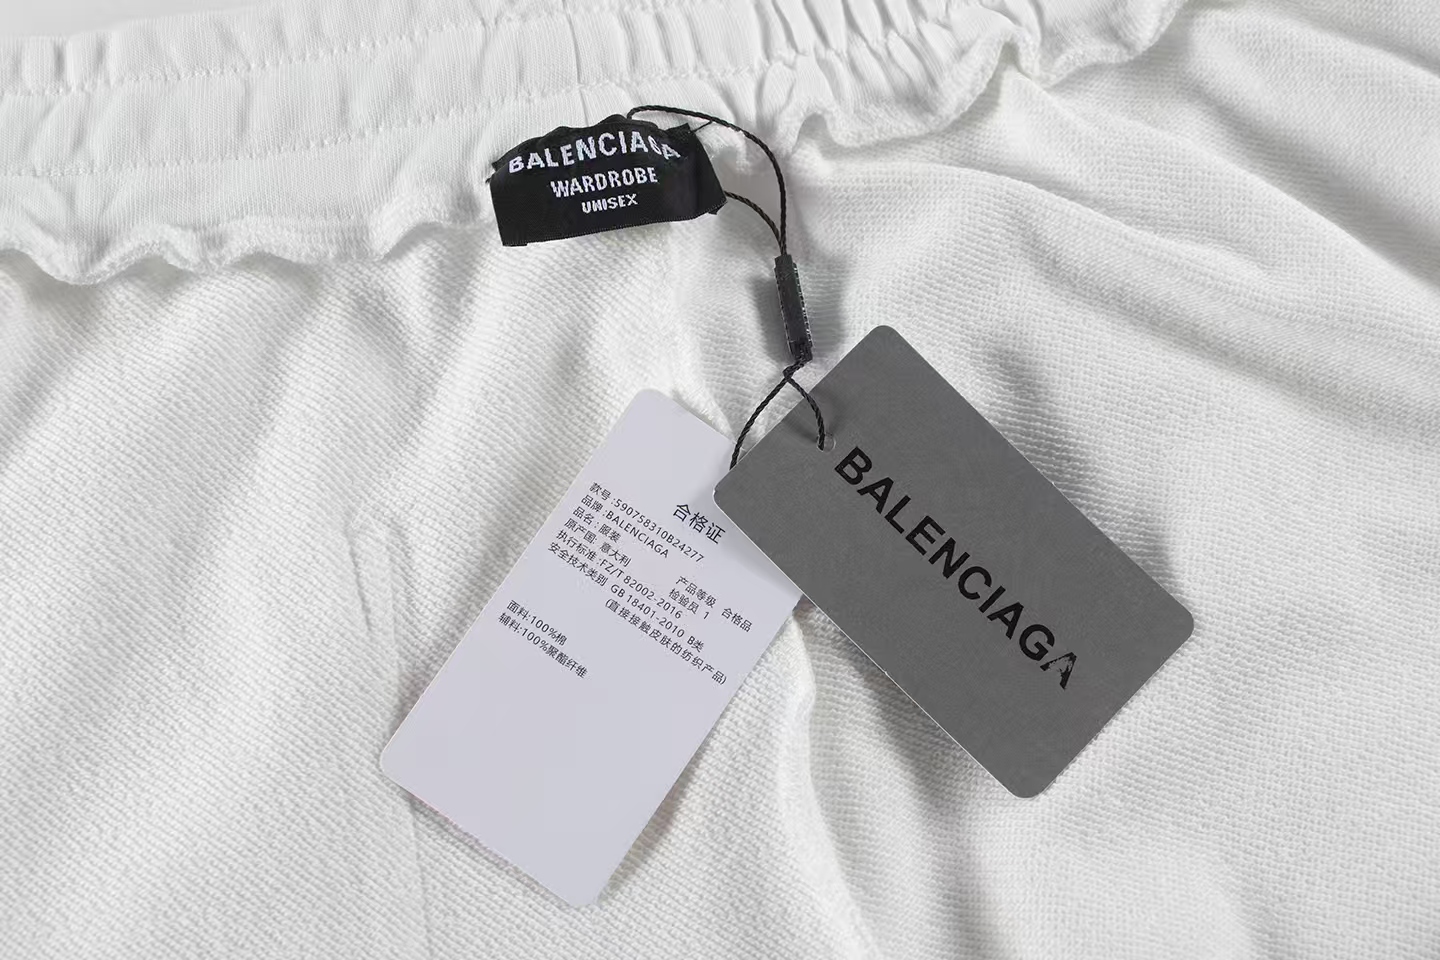 BALENCIAGA
WARDROBE
UNISEX
合格证
款号:590758310B24277
品牌:BALENCIAGA
品名:服装
原产国: 意大利 产品等级 合格品
执行标准:FZ/T 82002-2016 检验员 1
安全技术类别 GB 18401-2010 B类
(直接接触皮肤的纺织产品)
面料:100%棉
辅料:100%聚酯纤维
BALENCIAGA